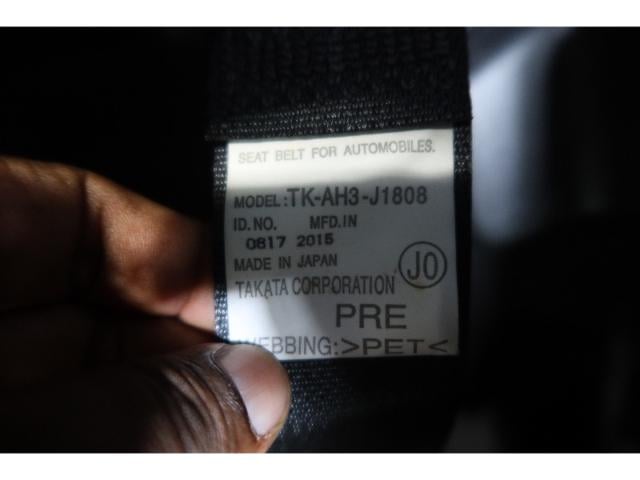 SEAT BELT FOR AUTOMOBILES.
MODEL:TK-AH3-J1808
ID.NO. MFD.IN
0817 2015
MADE IN JAPAN
JO
TAKATA CORPORATION
PRE
WEBBING:>PET<